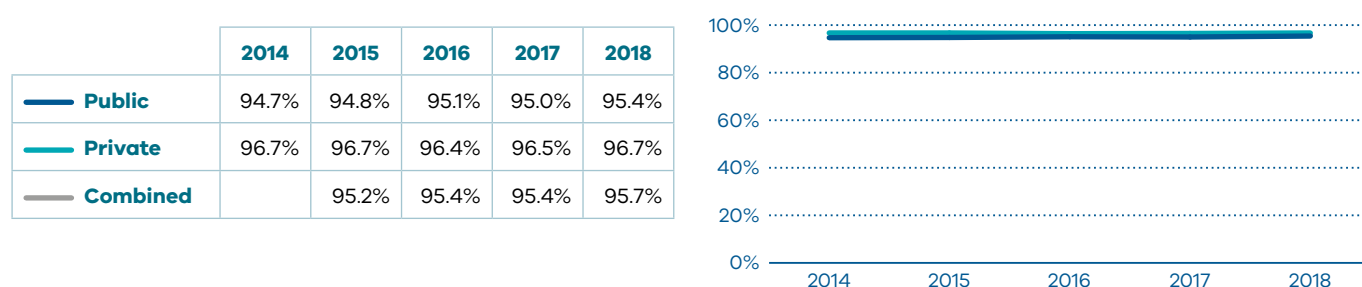 2014 2015 2016 2017 2018
Public 94.7% 94.8% 95.1% 95.0% 95.4%
Private 96.7% 96.7% 96.4% 96.5% 96.7%
Combined 95.2% 95.4% 95.4% 95.7%
100%
80%
60%
40%
20%
0%
2014 2015 2016 2017 2018